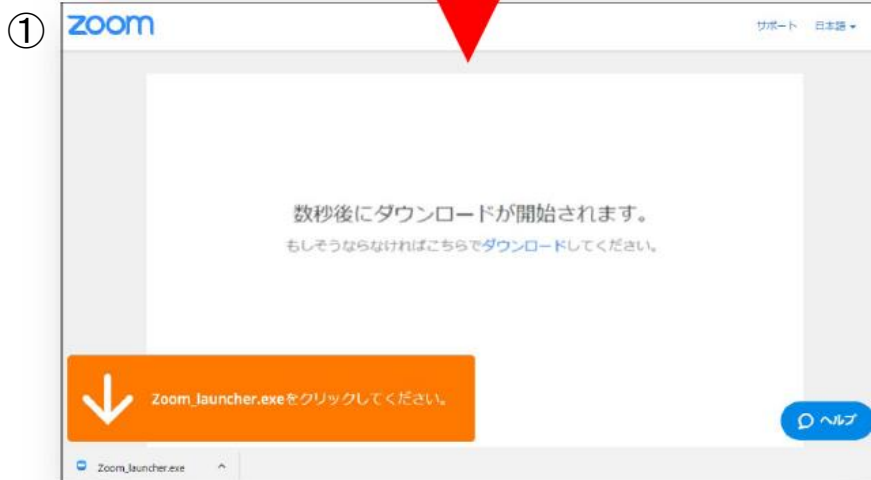 ①
zoom
サポート 日本語
数秒後にダウンロードが開始されます。
もしそうならなければこちらでダウンロードしてください。
Zoom_launcher.exeをクリックしてください。
ヘルプ
Zoom_launcher.exe